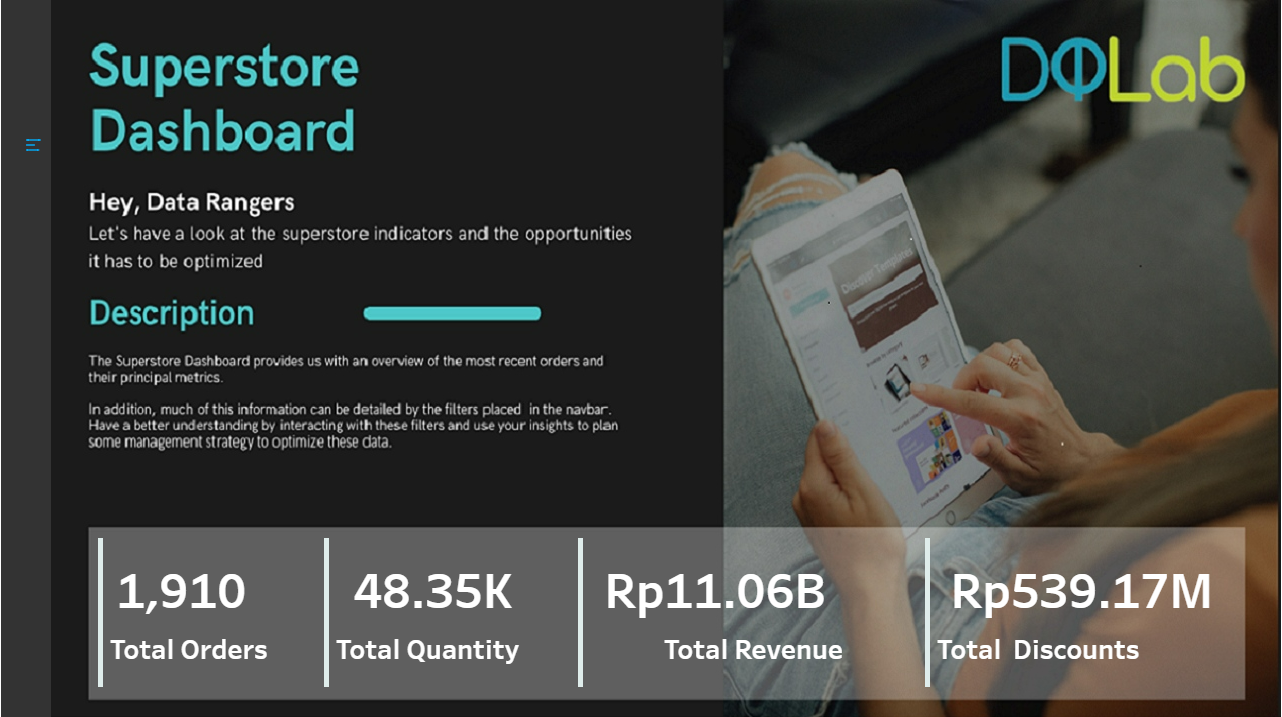 Superstore
Dashboard
DQLab
Hey, Data Rangers
Let's have a look at the superstore indicators and the opportunities
it has to be optimized
Description
The Superstore Dashboard provides us with an overview of the most recent orders and
their principal metrics.
In addition, much of this information can be detailed by the filters placed in the navbar.
Have a better understanding by interacting with these filters and use your insights to plan
some management strategy to optimize these data.
Discover Templates
1,910
Total Orders
48.35K
Total Quantity
Rp11.06B
Total Revenue
Rp539.17M
Total Discounts